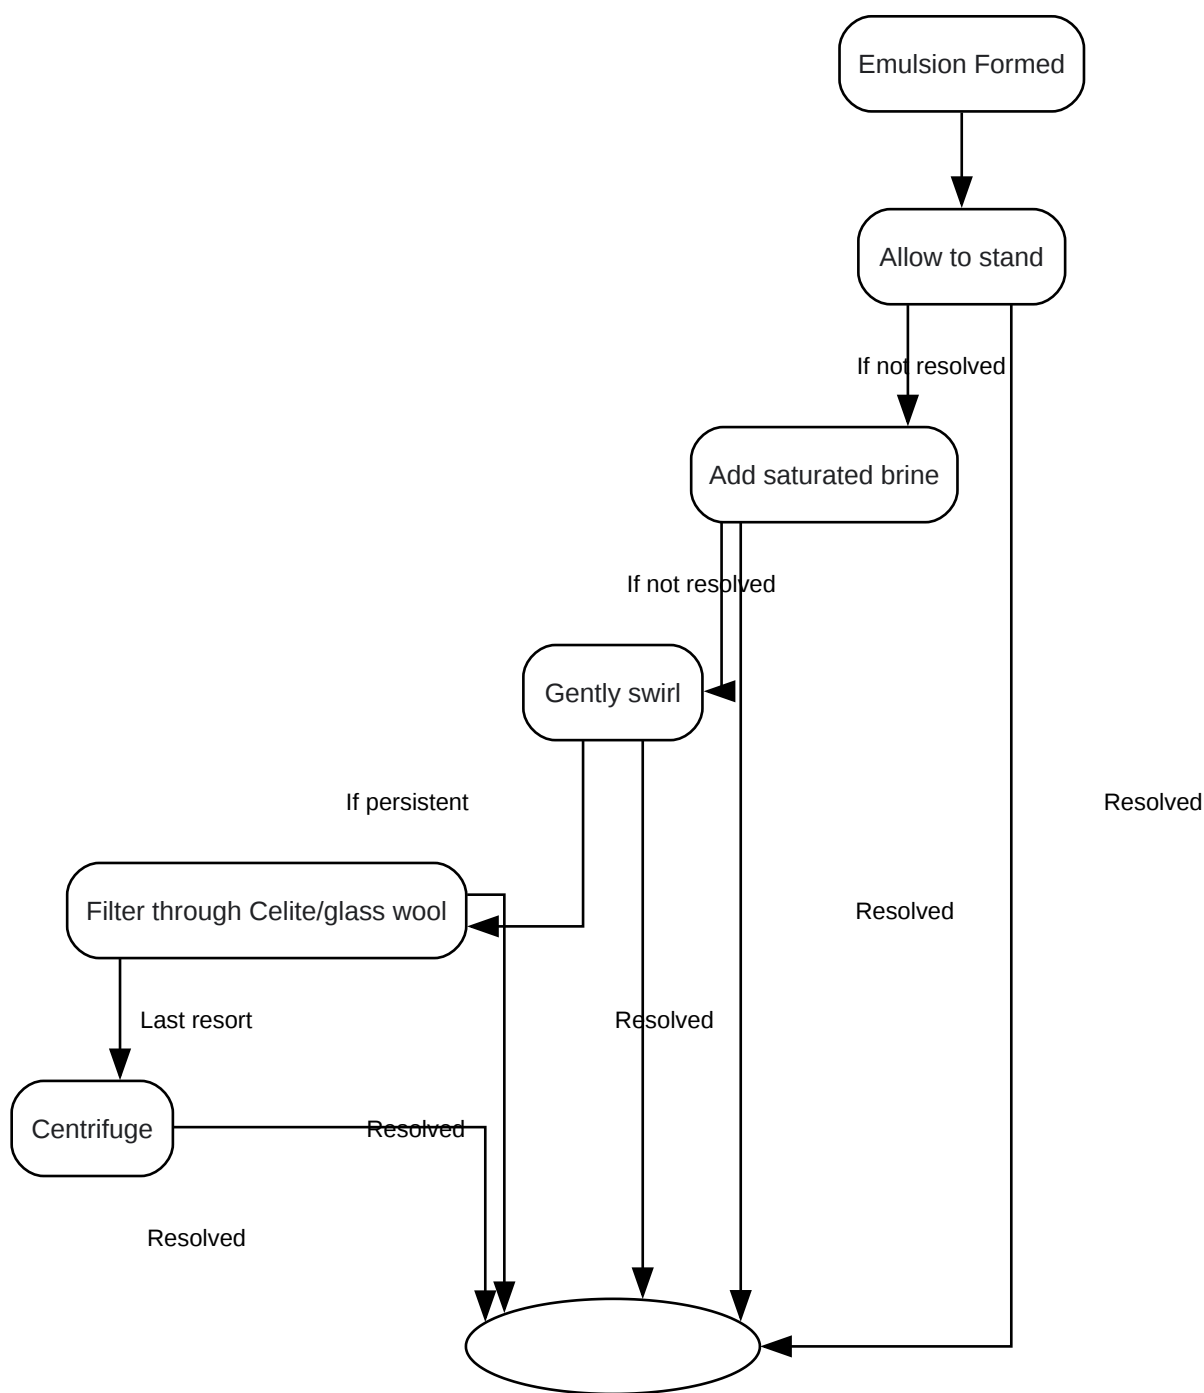 Emulsion Formed
Allow to stand
If not resolved
Add saturated brine
If not resolved
Gently swirl
If persistent
Resolved
Filter through Celite/glass wool
Resolved
Last resort
Resolved
Centrifuge
Resolved
Resolved